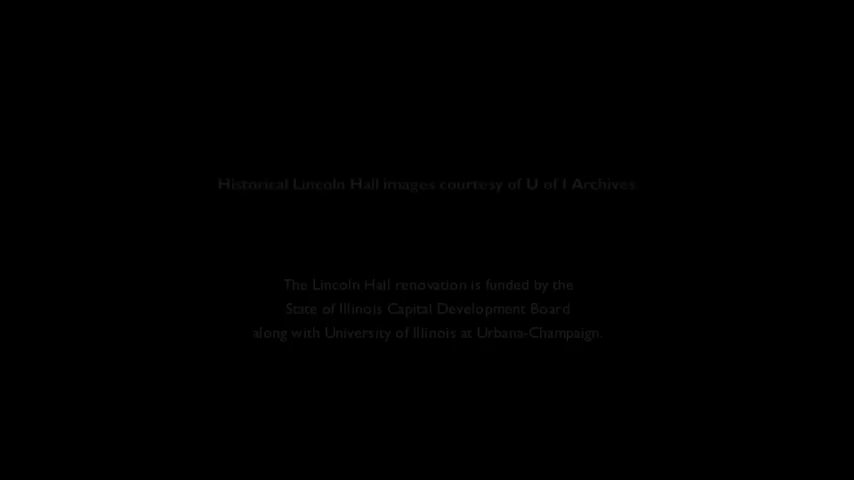 Historical Lincoln Hall images courtesy of U of I Archives
The Lincoln Hall renovation is funded by the
State of Illinois Capital Development Board
along with University of Illinois at Urbana-Champaign.